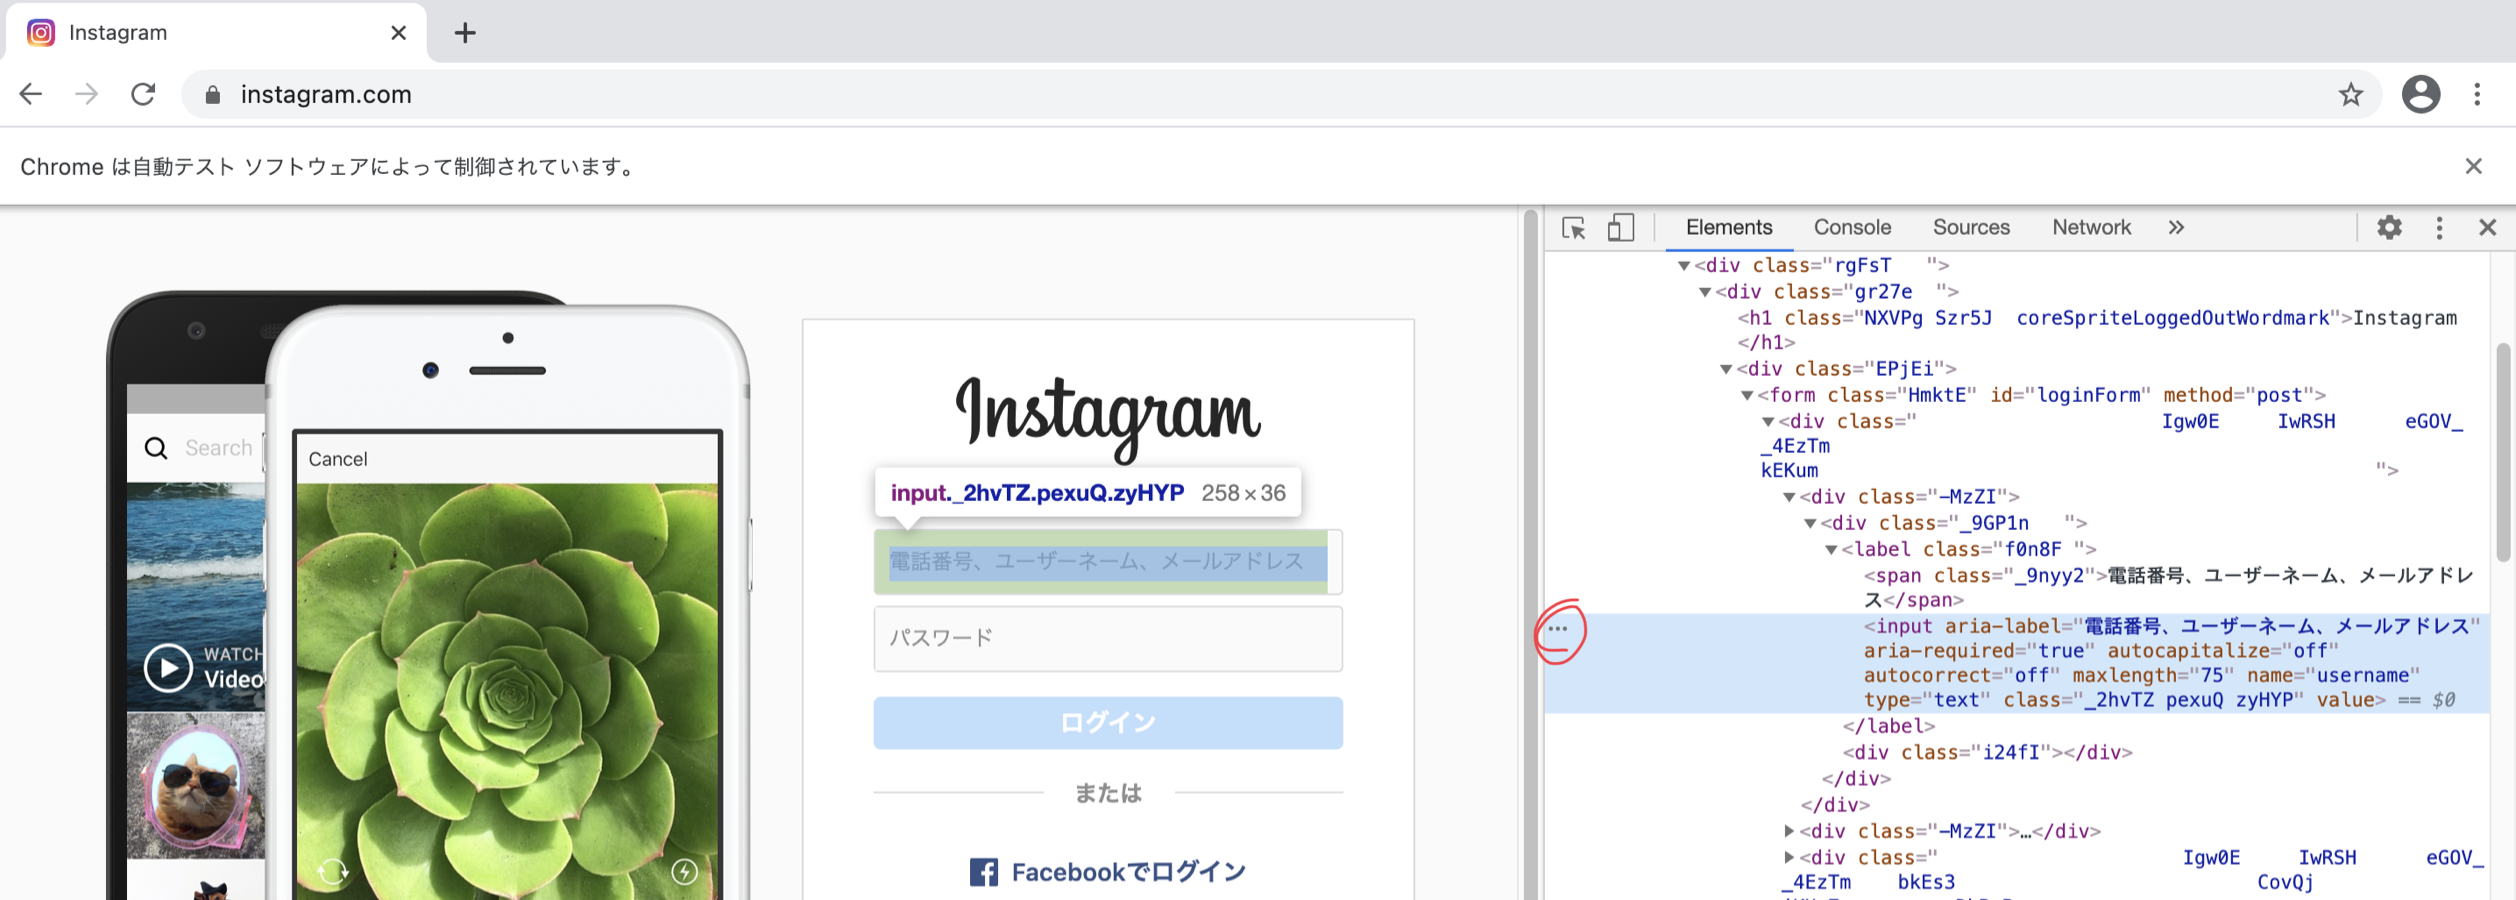 Instagram
instagram.com
Chrome は自動テスト ソフトウェアによって制御されています。
Search
Cancel
WATCH
Video
Instagram
input._2hvTZ.pexuQ.zyHYP 258 × 36
電話番号、ユーザーネーム、メールアドレス
パスワード
ログイン
または
Facebookでログイン
Elements Console Sources Network »
<div class="rgFsT   ">
<div class="gr27e  ">
<h1 class="NXVPg Szr5J  coreSpriteLoggedOutWordmark">Instagram
</h1>
<div class="EPjEi">
<form class="HmktE" id="loginForm" method="post">
<div class="                    Igw0E     IwRSH      eGOV_
_4EzTm
kEKum                                              ">
<div class="-MzZI">
<div class="_9GP1n   ">
<label class="f0n8F ">
<span class="_9nyy2">電話番号、ユーザーネーム、メールアドレ
ス</span>
<input aria-label="電話番号、ユーザーネーム、メールアドレス"
aria-required="true" autocapitalize="off"
autocorrect="off" maxlength="75" name="username"
type="text" class="_2hvTZ pexuQ zyHYP" value> == $0
</label>
<div class="i24fI"></div>
</div>
</div>
<div class="-MzZI">…</div>
<div class="                    Igw0E     IwRSH      eGOV_
_4EzTm    bkEs3                         CovQj